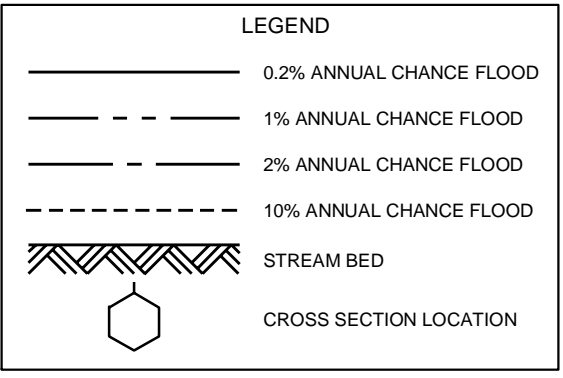 LEGEND
0.2% ANNUAL CHANCE FLOOD
1% ANNUAL CHANCE FLOOD
2% ANNUAL CHANCE FLOOD
10% ANNUAL CHANCE FLOOD
STREAM BED
CROSS SECTION LOCATION